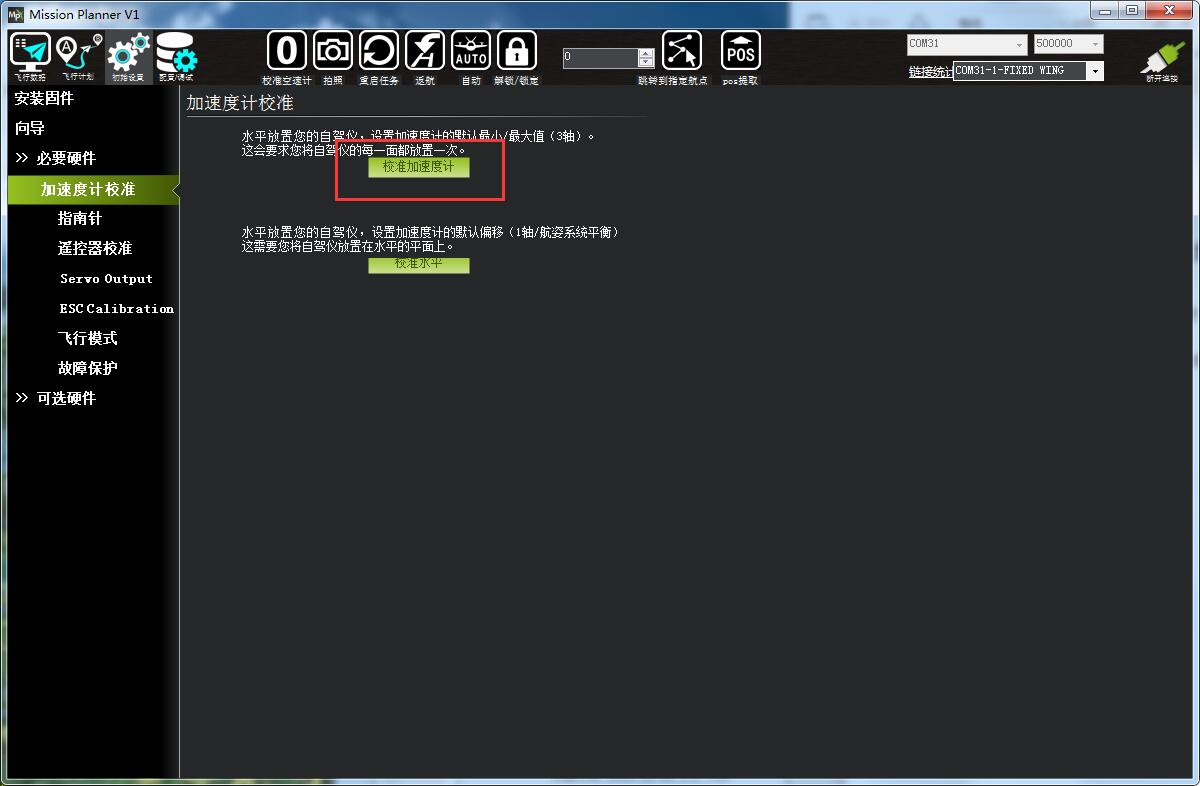 Mission Planner V1
飞行数据
飞行计划
初始设置
配置/调试
0
校准空速计
拍照
重启任务
返航
AUTO
自动
解锁/锁定
0
跳转到指定航点
POS
pos提取
COM31
500000
链接统计
COM31-1-FIXED WING
断开连接
安装固件
向导
>> 必要硬件
加速度计校准
指南针
遥控器校准
Servo Output
ESC Calibration
飞行模式
故障保护
>> 可选硬件
加速度计校准
水平放置您的自驾仪，设置加速度计的默认最小/最大值（3轴）。
这会要求您将自驾仪的每一面都放置一次。
校准加速度计
水平放置您的自驾仪，设置加速度计的默认偏移（1轴/航姿系统平衡）
这需要您将自驾仪放置在水平的平面上。
校准水平